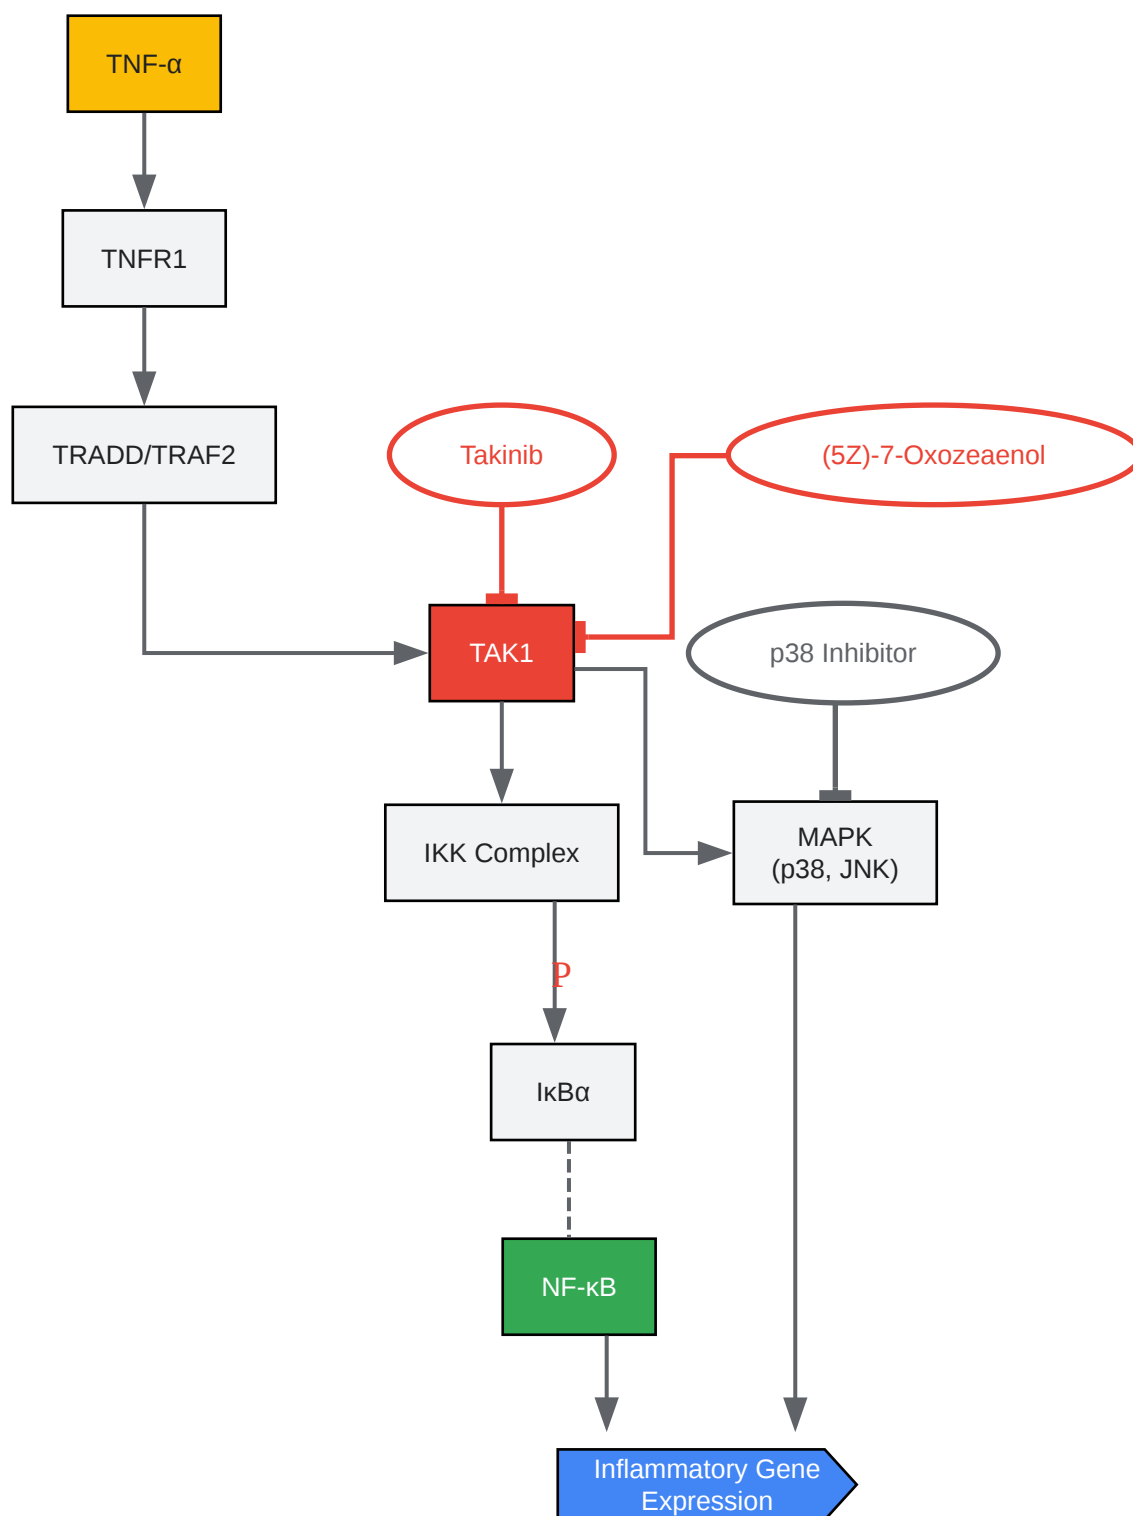 TNF-α
TNFR1
TRADD/TRAF2
Takinib
(5Z)-7-Oxozeaenol
TAK1
p38 Inhibitor
IKK Complex
MAPK
(p38, JNK)
P
IκBα
NF-κB
Inflammatory Gene
Expression